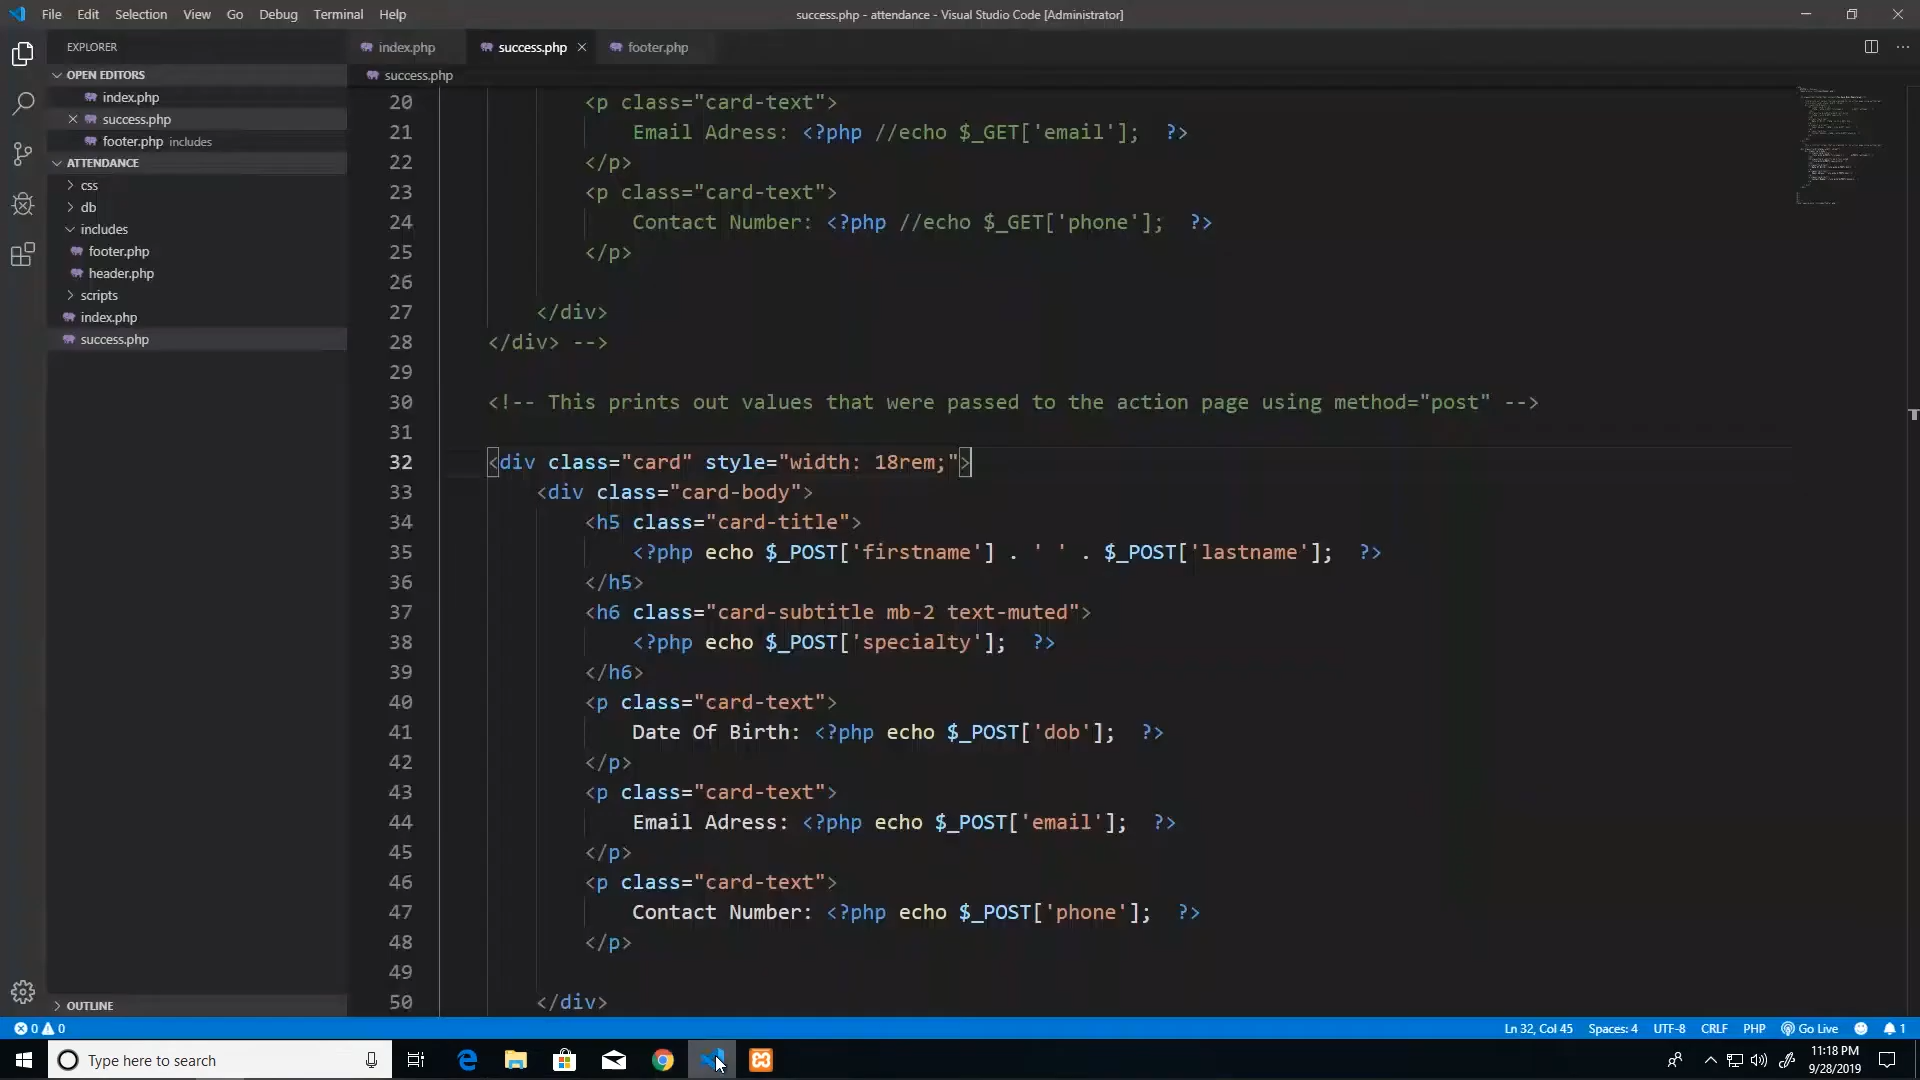 File Edit Selection View Go Debug Terminal Help
success.php - attendance - Visual Studio Code [Administrator]
EXPLORER
OPEN EDITORS
index.php
success.php
footer.php includes
ATTENDANCE
css
db
includes
footer.php
header.php
scripts
index.php
success.php
OUTLINE
index.php success.php footer.php
success.php
20 <p class="card-text">
21 Email Adress: <?php //echo $_GET['email']; ?>
22 </p>
23 <p class="card-text">
24 Contact Number: <?php //echo $_GET['phone']; ?>
25 </p>
26
27 </div>
28 </div> -->
29
30 <!-- This prints out values that were passed to the action page using method="post" -->
31
32 <div class="card" style="width: 18rem;">
33 <div class="card-body">
34 <h5 class="card-title">
35 <?php echo $_POST['firstname'] . ' ' . $_POST['lastname']; ?>
36 </h5>
37 <h6 class="card-subtitle mb-2 text-muted">
38 <?php echo $_POST['specialty']; ?>
39 </h6>
40 <p class="card-text">
41 Date Of Birth: <?php echo $_POST['dob']; ?>
42 </p>
43 <p class="card-text">
44 Email Adress: <?php echo $_POST['email']; ?>
45 </p>
46 <p class="card-text">
47 Contact Number: <?php echo $_POST['phone']; ?>
48 </p>
49
50 </div>
0 0 Ln 32, Col 45 Spaces: 4 UTF-8 CRLF PHP Go Live 1
Type here to search
11:18 PM
9/28/2019